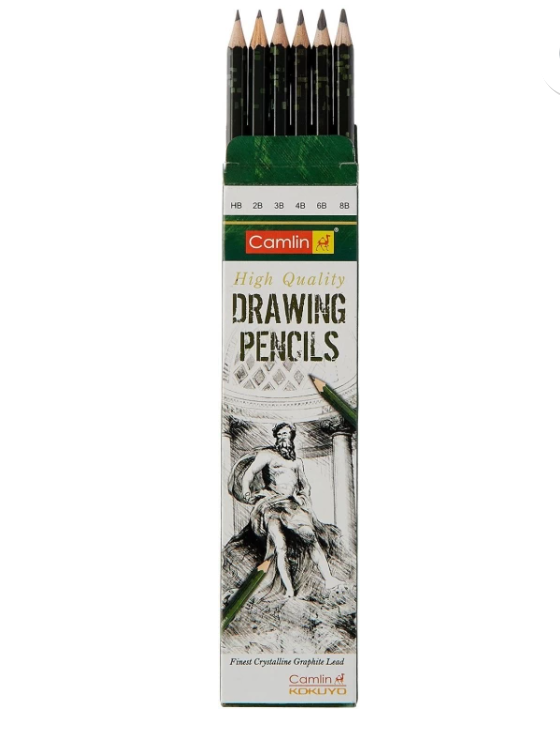 HB 2B 3B 4B 6B 8B
Camlin
®
High Quality
DRAWING
PENCILS
Finest Crystalline Graphite Lead
Camlin
KOKUYO